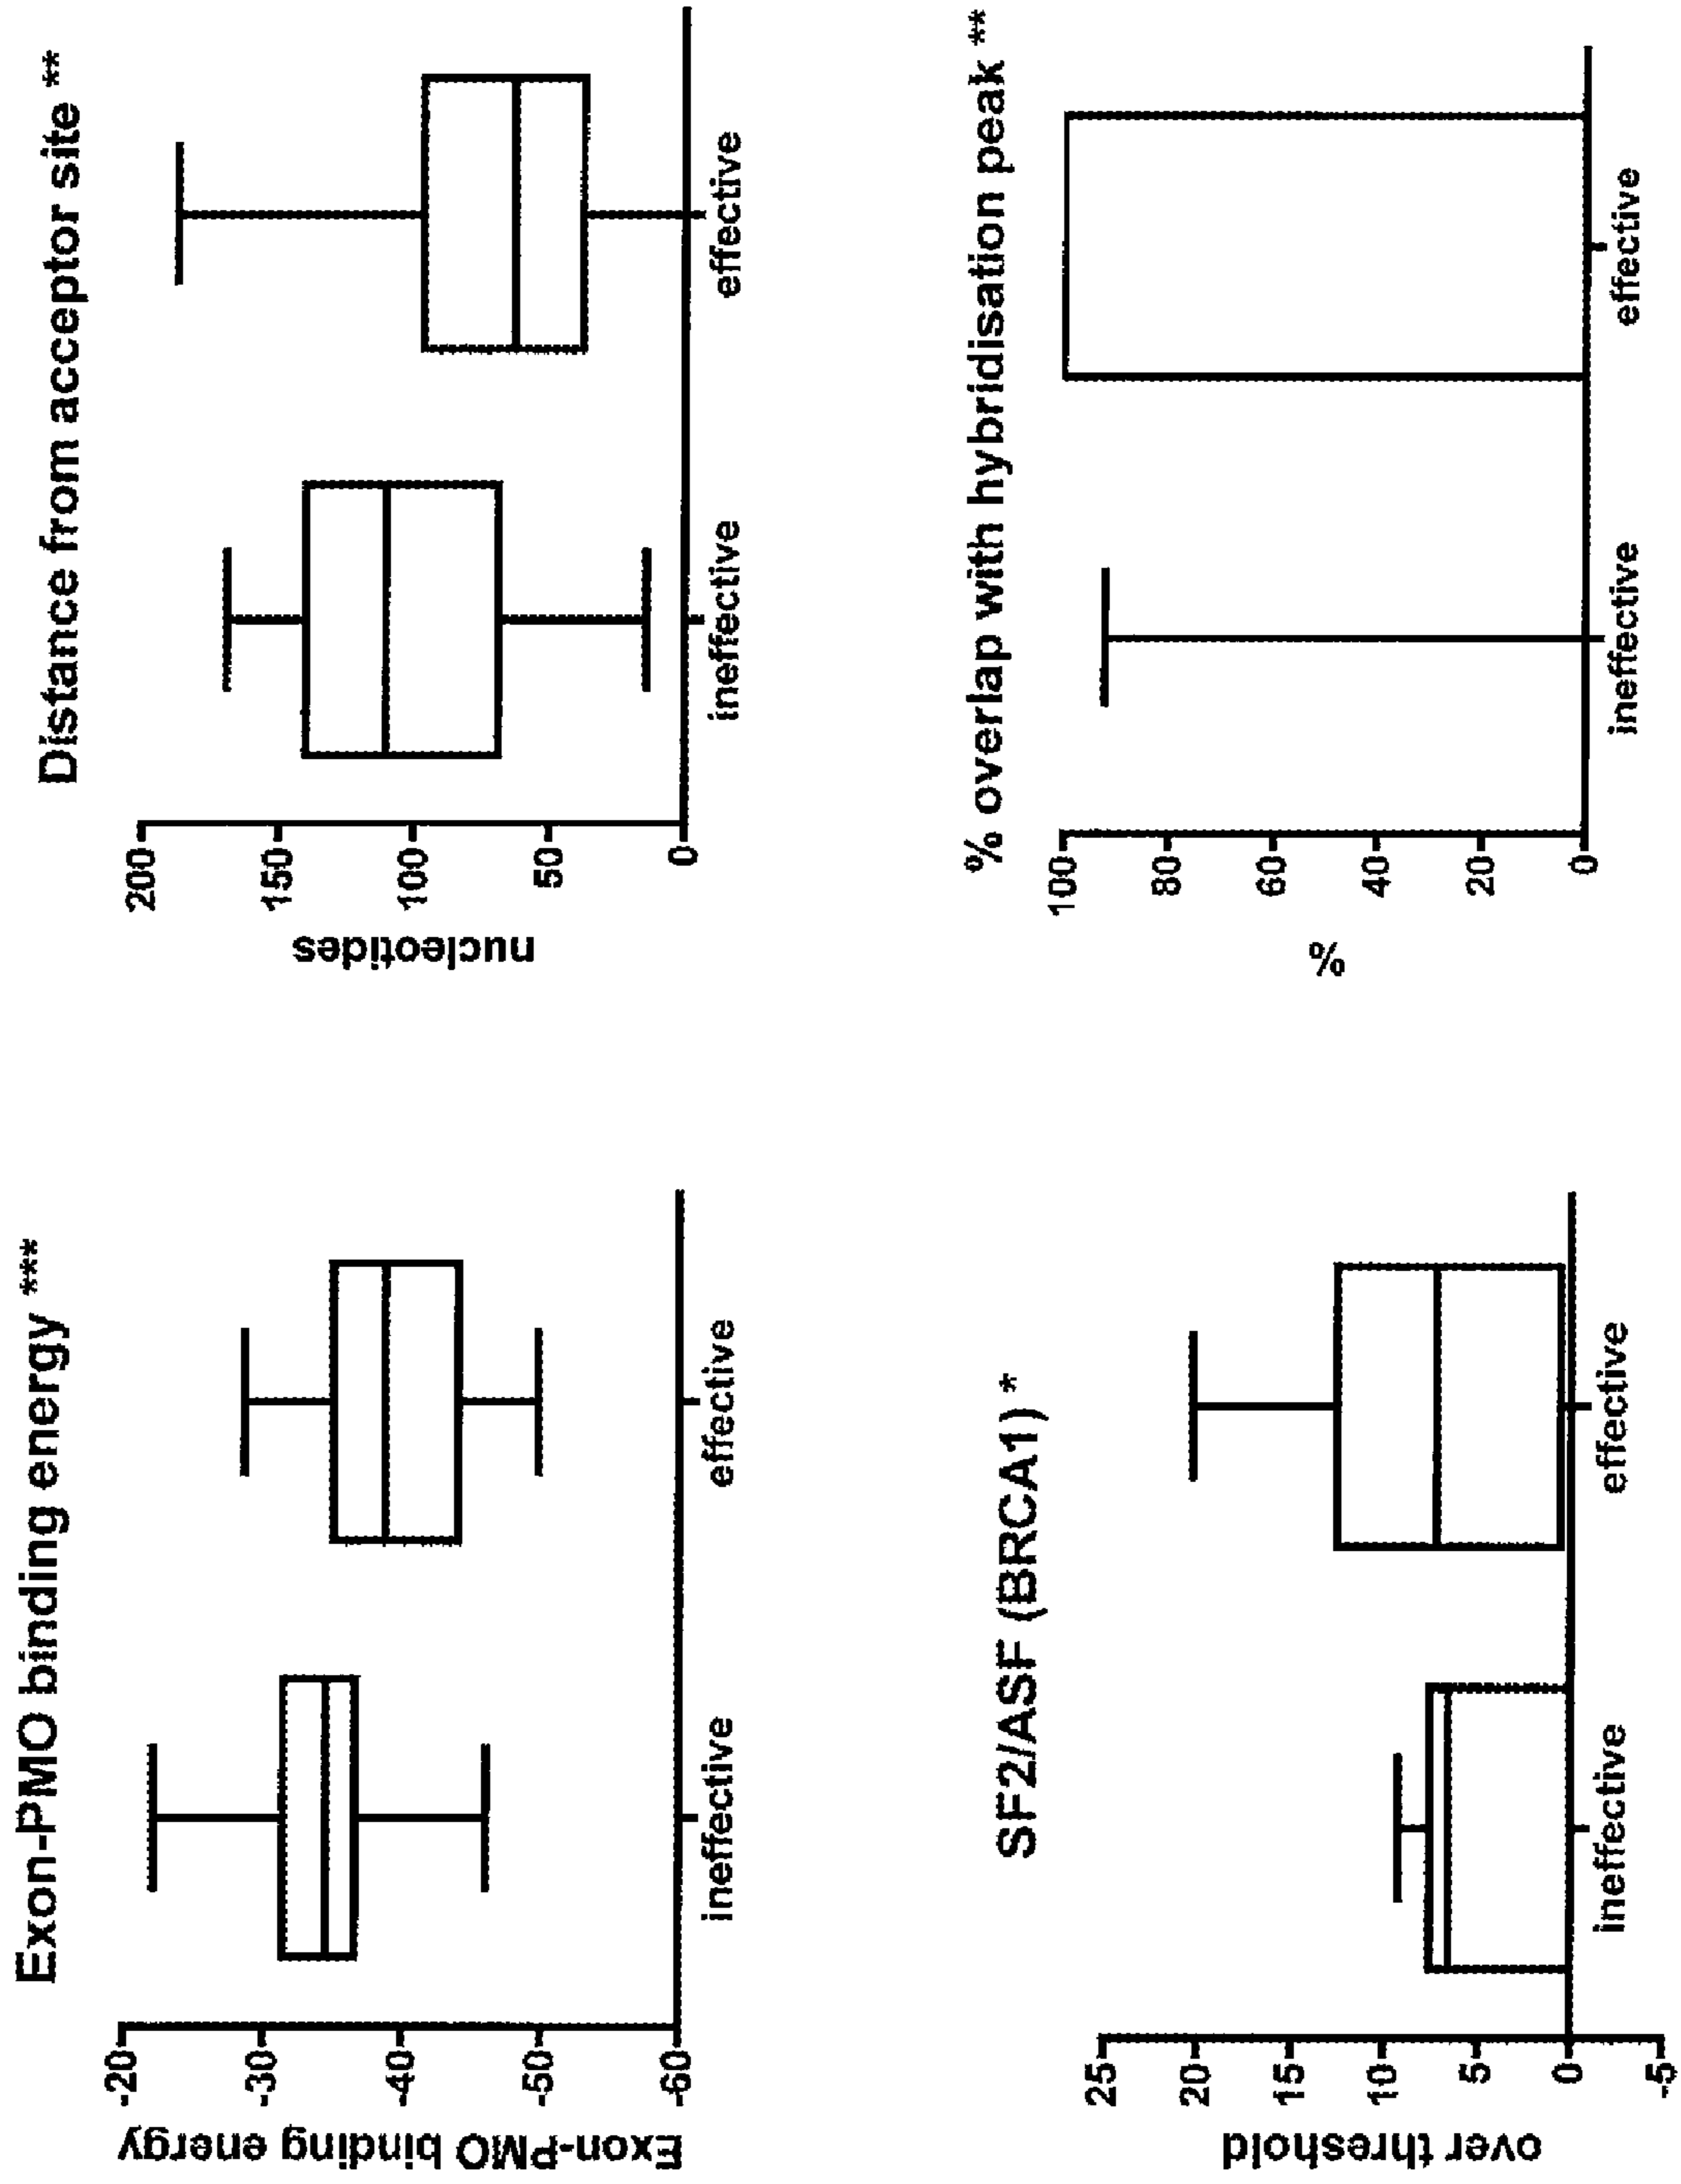 Exon-PMO binding energy ***
Exon-PMO binding energy
-20
-30
-40
-50
-60
ineffective
effective
Distance from acceptor site **
nucleotides
200
150
100
50
0
ineffective
effective
SF2/ASF (BRCA1) *
over threshold
25
20
15
10
5
0
-5
ineffective
effective
% overlap with hybridisation peak **
%
100
80
60
40
20
0
ineffective
effective